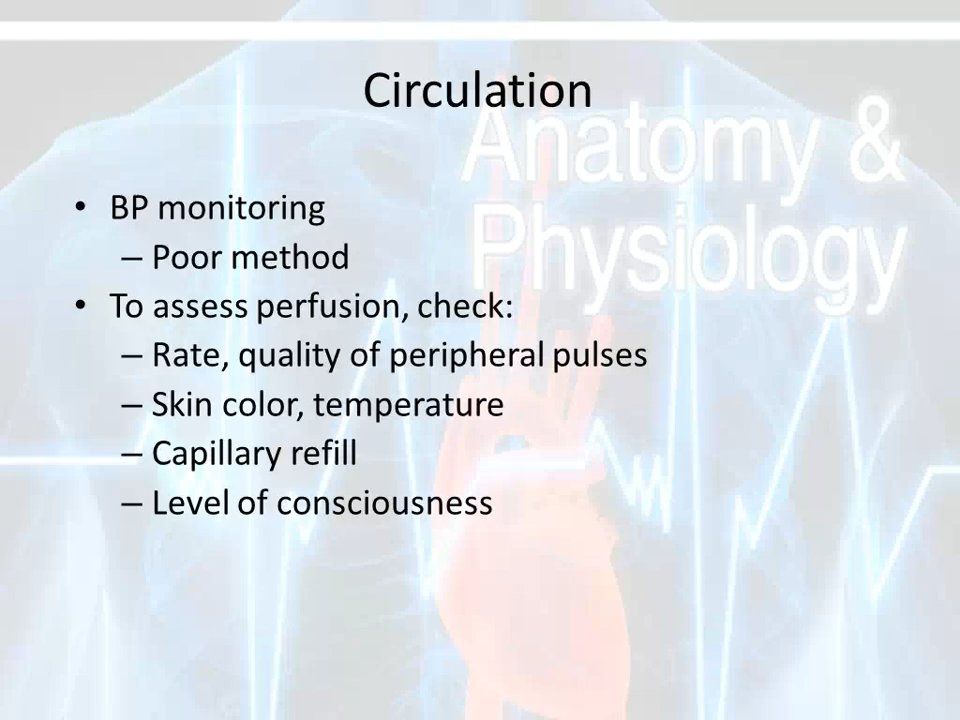 Circulation
Anatomy &
Physiology
• BP monitoring
– Poor method
• To assess perfusion, check:
– Rate, quality of peripheral pulses
– Skin color, temperature
– Capillary refill
– Level of consciousness